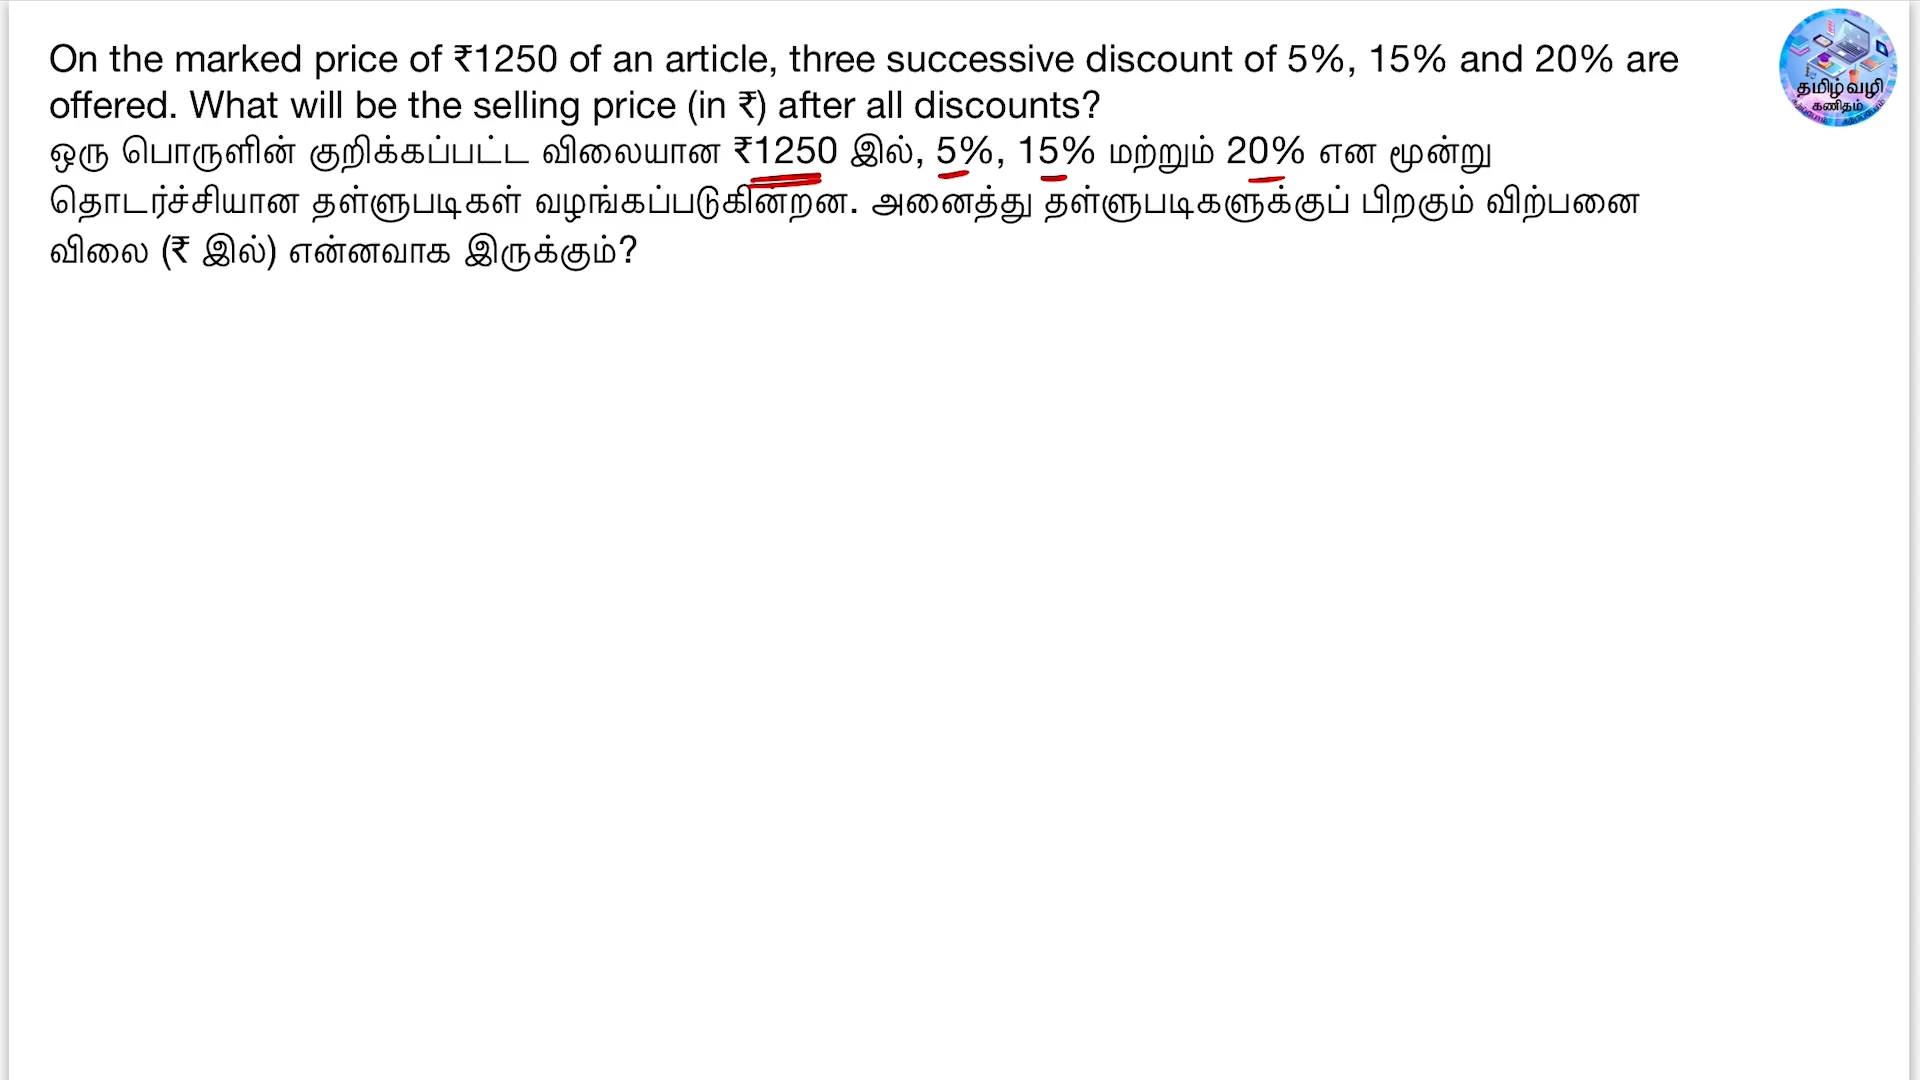 On the marked price of ₹1250 of an article, three successive discount of 5%, 15% and 20% are
offered. What will be the selling price (in ₹) after all discounts?
ஒரு பொருளின் குறிக்கப்பட்ட விலையான ₹1250 இல், 5%, 15% மற்றும் 20% என மூன்று
தொடர்ச்சியான தள்ளுபடிகள் வழங்கப்படுகின்றன. அனைத்து தள்ளுபடிகளுக்குப் பிறகும் விற்பனை
விலை (₹ இல்) என்னவாக இருக்கும்?
தமிழ் வழி
கணிதம்